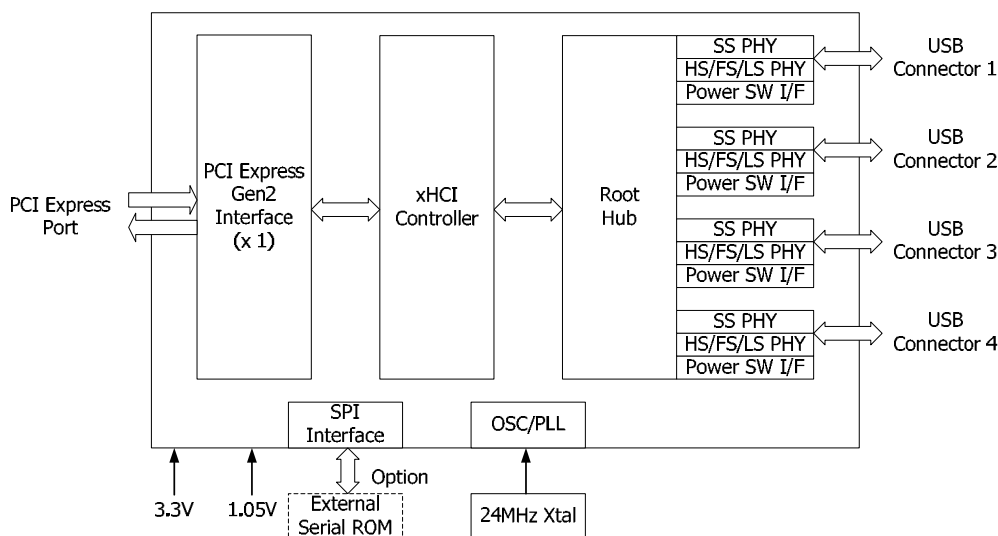 PCI Express
Port
PCI Express
Gen2
Interface
(x 1)
xHCI
Controller
Root
Hub
SS PHY
HS/FS/LS PHY
Power SW I/F
USB
Connector 1
SS PHY
HS/FS/LS PHY
Power SW I/F
USB
Connector 2
SS PHY
HS/FS/LS PHY
Power SW I/F
USB
Connector 3
SS PHY
HS/FS/LS PHY
Power SW I/F
USB
Connector 4
SPI
Interface
OSC/PLL
Option
3.3V
1.05V
External
Serial ROM
24MHz Xtal